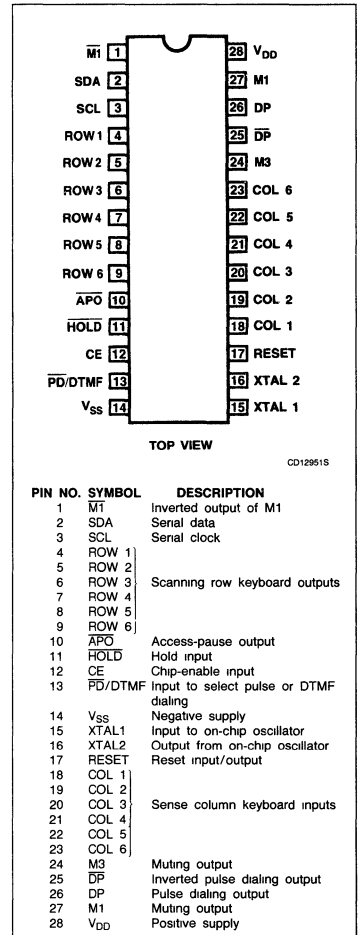 M̅1̅ 1 28 VDD
SDA 2 27 M1
SCL 3 26 DP
ROW 1 4 25 D̅P̅
ROW 2 5 24 M3
ROW 3 6 23 COL 6
ROW 4 7 22 COL 5
ROW 5 8 21 COL 4
ROW 6 9 20 COL 3
A̅P̅O̅ 10 19 COL 2
H̅O̅L̅D̅ 11 18 COL 1
CE 12 17 RESET
P̅D̅/DTMF 13 16 XTAL 2
VSS 14 15 XTAL 1
TOP VIEW
CD12951S
PIN NO. SYMBOL DESCRIPTION
1 M̅1̅ Inverted output of M1
2 SDA Serial data
3 SCL Serial clock
4 ROW 1
5 ROW 2
6 ROW 3 Scanning row keyboard outputs
7 ROW 4
8 ROW 5
9 ROW 6
10 A̅P̅O̅ Access-pause output
11 H̅O̅L̅D̅ Hold input
12 CE Chip-enable input
13 P̅D̅/DTMF Input to select pulse or DTMF
dialing
14 VSS Negative supply
15 XTAL1 Input to on-chip oscillator
16 XTAL2 Output from on-chip oscillator
17 RESET Reset input/output
18 COL 1
19 COL 2
20 COL 3 Sense column keyboard inputs
21 COL 4
22 COL 5
23 COL 6
24 M3 Muting output
25 D̅P̅ Inverted pulse dialing output
26 DP Pulse dialing output
27 M1 Muting output
28 VDD Positive supply